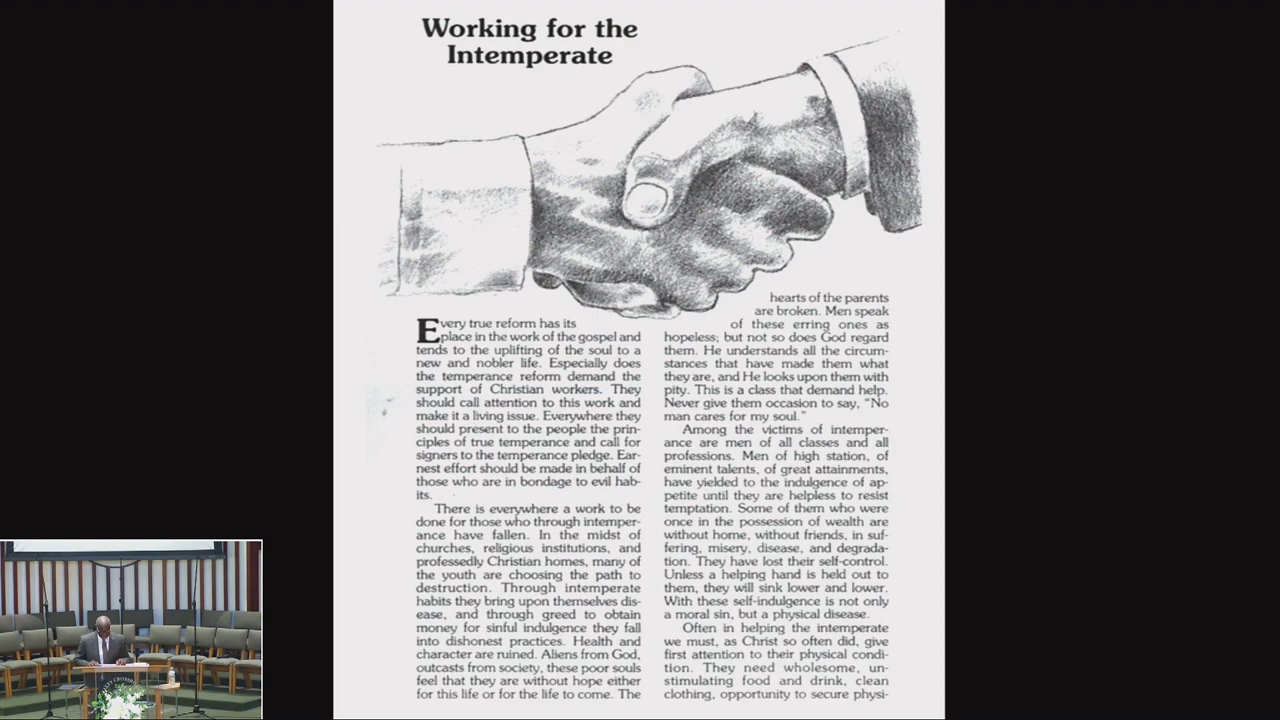 Working for the
Intemperate
Every true reform has its
place in the work of the gospel and
tends to the uplifting of the soul to a
new and nobler life. Especially does
the temperance reform demand the
support of Christian workers. They
should call attention to this work and
make it a living issue. Everywhere they
should present to the people the prin-
ciples of true temperance and call for
signers to the temperance pledge. Ear-
nest effort should be made in behalf of
those who are in bondage to evil hab-
its.
There is everywhere a work to be
done for those who through intemper-
ance have fallen. In the midst of
churches, religious institutions, and
professedly Christian homes, many of
the youth are choosing the path to
destruction. Through intemperate
habits they bring upon themselves dis-
ease, and through greed to obtain
money for sinful indulgence they fall
into dishonest practices. Health and
character are ruined. Aliens from God,
outcasts from society, these poor souls
feel that they are without hope either
for this life or for the life to come. The
hearts of the parents
are broken. Men speak
of these erring ones as
hopeless; but not so does God regard
them. He understands all the circum-
stances that have made them what
they are, and He looks upon them with
pity. This is a class that demand help.
Never give them occasion to say, "No
man cares for my soul."
Among the victims of intemper-
ance are men of all classes and all
professions. Men of high station, of
eminent talents, of great attainments,
have yielded to the indulgence of ap-
petite until they are helpless to resist
temptation. Some of them who were
once in the possession of wealth are
without home, without friends, in suf-
fering, misery, disease, and degrada-
tion. They have lost their self-control.
Unless a helping hand is held out to
them, they will sink lower and lower.
With these self-indulgence is not only
a moral sin, but a physical disease.
Often in helping the intemperate
we must, as Christ so often did, give
first attention to their physical condi-
tion. They need wholesome, un-
stimulating food and drink, clean
clothing, opportunity to secure physi-